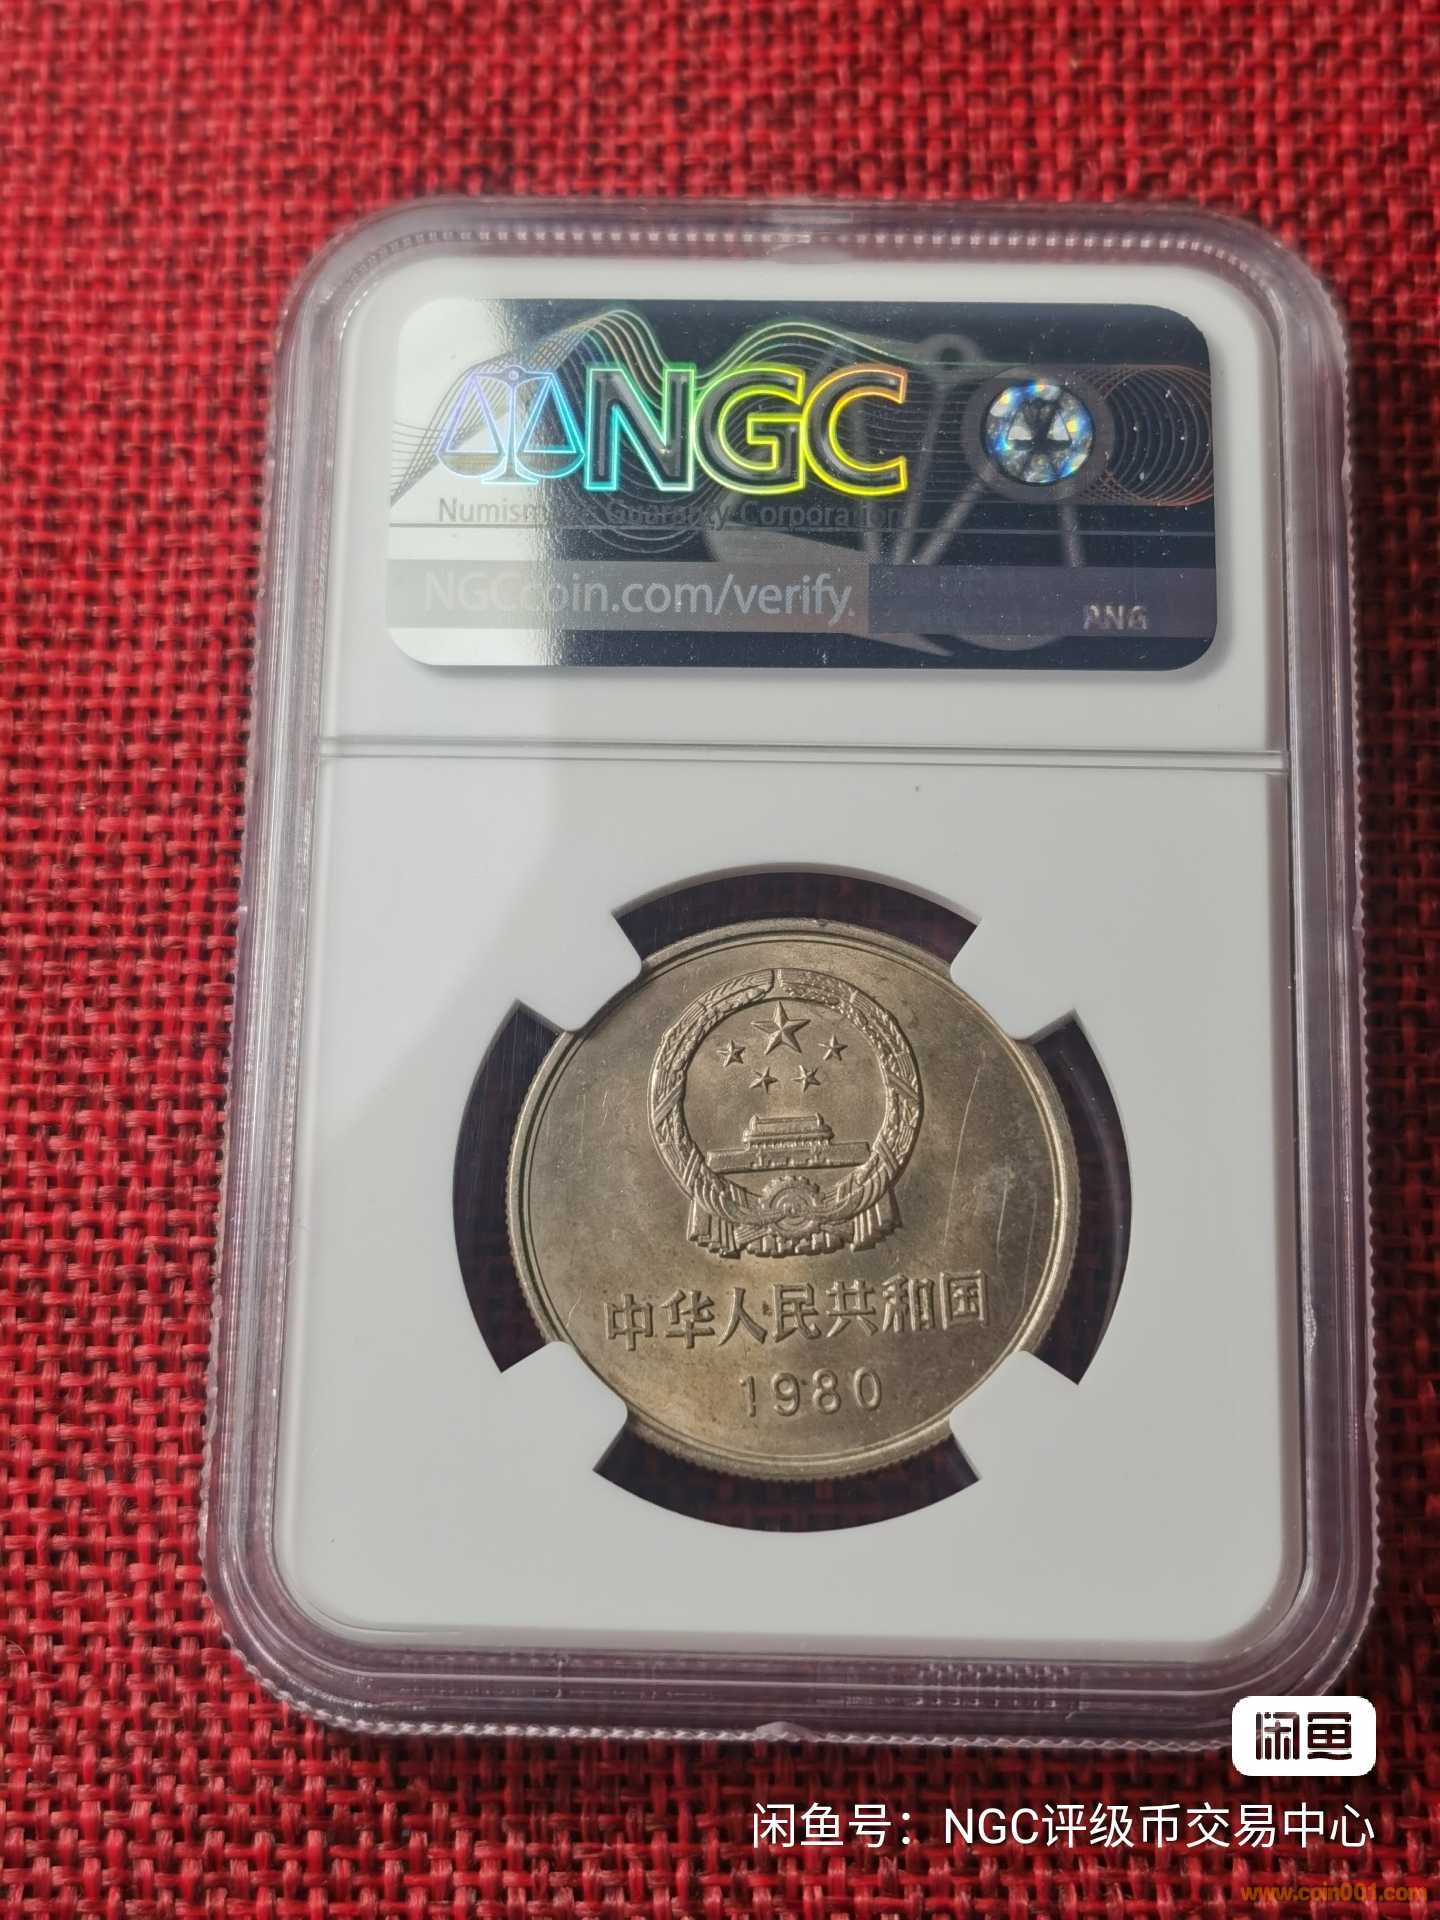 NGC
Numismatic Guaranty Corporation
NGCcoin.com/verify
中华人民共和国
1980
闲鱼
闲鱼号：NGC评级币交易中心
www.coin001.com